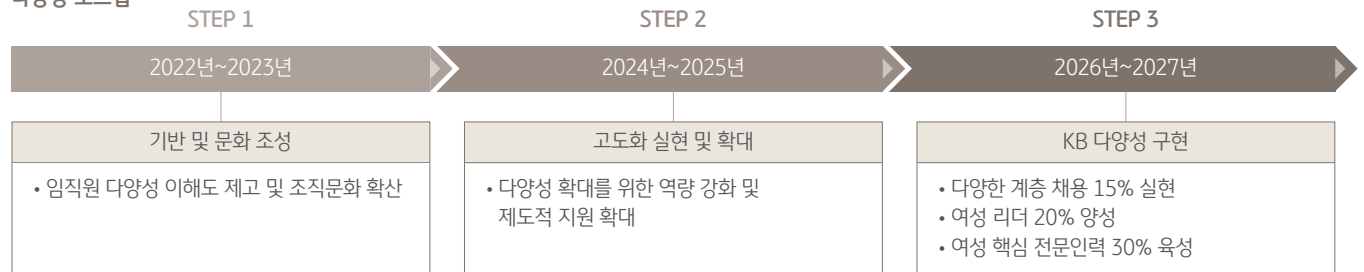 STEP 1
STEP 2
STEP 3
2022년~2023년
2024년~2025년
2026년~2027년
기반 및 문화 조성
• 임직원 다양성 이해도 제고 및 조직문화 확산
고도화 실현 및 확대
• 다양성 확대를 위한 역량 강화 및
제도적 지원 확대
KB 다양성 구현
• 다양한 계층 채용 15% 실현
• 여성 리더 20% 양성
• 여성 핵심 전문인력 30% 육성